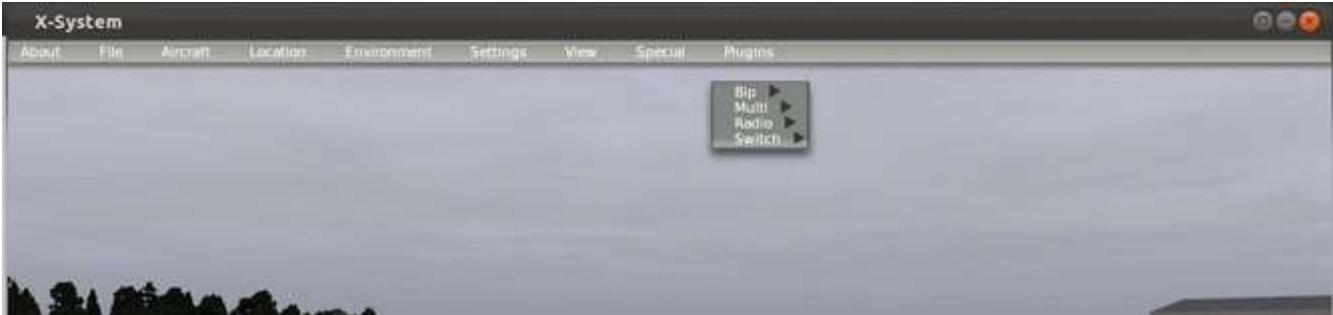 X-System
About File Aircraft Location Environment Settings View Special Plugins
Bip
Multi
Radio
Switch